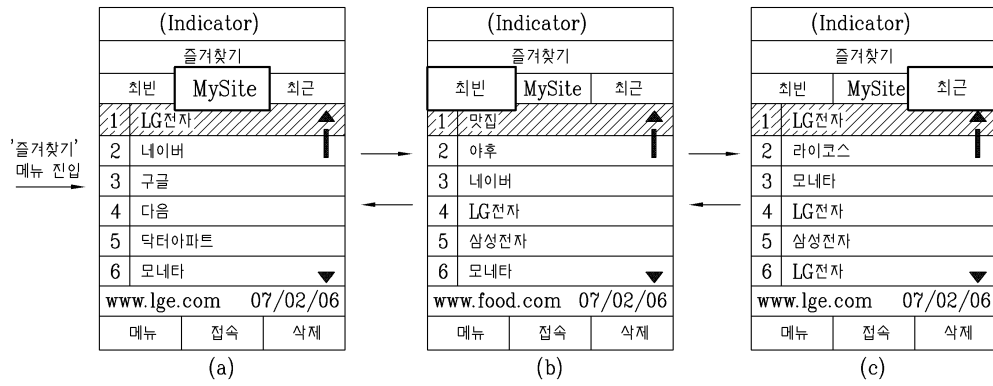 '즐겨찾기'
메뉴 진입
(Indicator)
즐겨찾기
최빈 MySite 최근
1 LG전자
2 네이버
3 구글
4 다음
5 닥터아파트
6 모네타
www.lge.com 07/02/06
메뉴 접속 삭제
(a)
(Indicator)
즐겨찾기
최빈 MySite 최근
1 맛집
2 야후
3 네이버
4 LG전자
5 삼성전자
6 모네타
www.food.com 07/02/06
메뉴 접속 삭제
(b)
(Indicator)
즐겨찾기
최빈 MySite 최근
1 LG전자
2 라이코스
3 모네타
4 LG전자
5 삼성전자
6 LG전자
www.lge.com 07/02/06
메뉴 접속 삭제
(c)